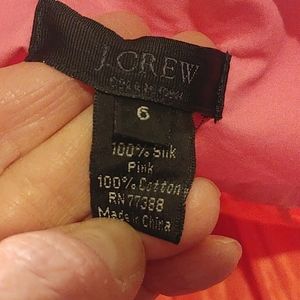 J.CREW
6
100% Silk
Pink
100% Cotton
RN 77388
Made in China